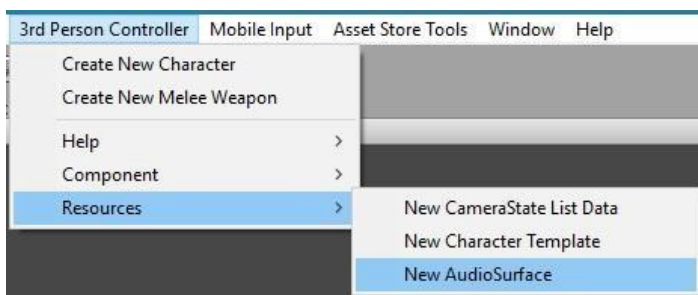 3rd Person Controller Mobile Input Asset Store Tools Window Help
Create New Character
Create New Melee Weapon
Help
Component
Resources
New CameraState List Data
New Character Template
New AudioSurface